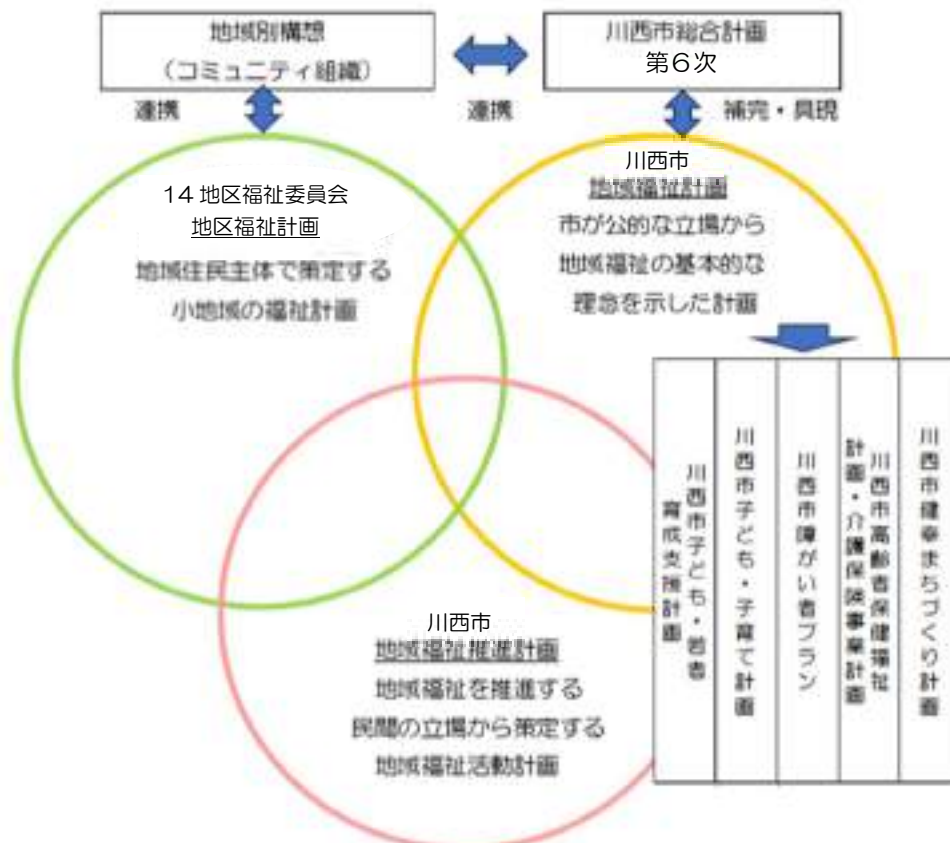 地域別構想
(コミュニティ組織)
川西市総合計画
第6次
連携
連携
補完・具現
14地区福祉委員会
地区福祉計画
地域住民主体で策定する
小地域の福祉計画
川西市
地域福祉計画
市が公的な立場から
地域福祉の基本的な
理念を示した計画
川西市
地域福祉推進計画
地域福祉を推進する
民間の立場から策定する
地域福祉活動計画
川西市健幸まちづくり計画
川西市高齢者保健福祉
計画・介護保険事業計画
川西市障がい者プラン
川西市子ども・子育て計画
川西市子ども・若者
育成支援計画